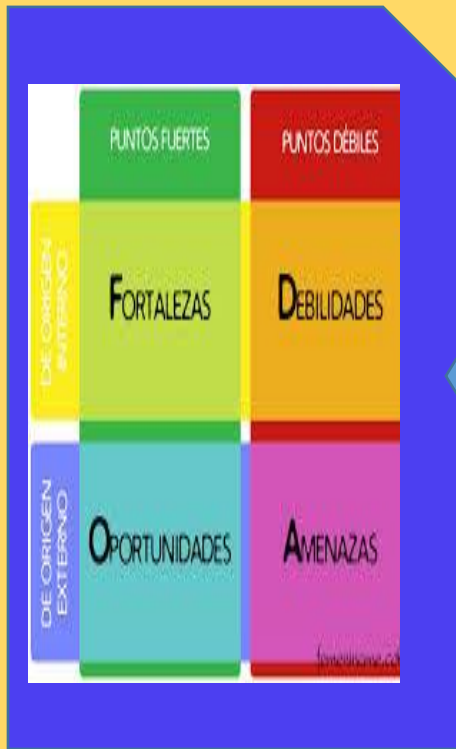 PUNTOS FUERTES
PUNTOS DÉBILES
DE ORIGEN
INTERNO
FORTALEZAS
DEBILIDADES
DE ORIGEN
EXTERNO
OPORTUNIDADES
AMENAZAS